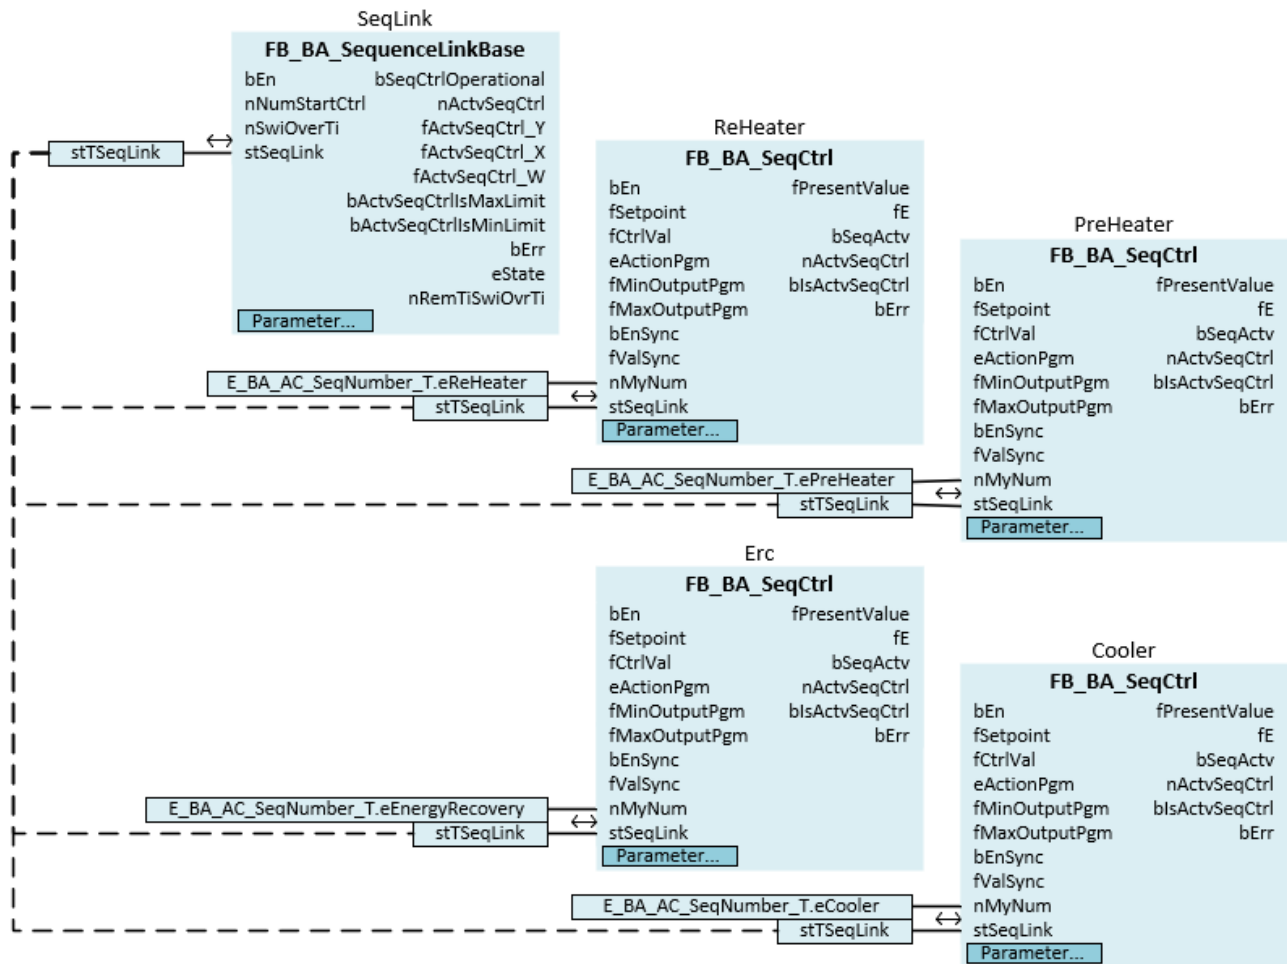 SeqLink
FB_BA_SequenceLinkBase
bEn bSeqCtrlOperational
nNumStartCtrl nActvSeqCtrl
nSwiOverTi fActvSeqCtrl_Y
stTSeqLink stSeqLink fActvSeqCtrl_X
fActvSeqCtrl_W
bActvSeqCtrlIsMaxLimit
bActvSeqCtrlIsMinLimit
bErr
eState
nRemTiSwiOvrTi
Parameter...
ReHeater
FB_BA_SeqCtrl
bEn fPresentValue
fSetpoint fE
fCtrlVal bSeqActv
eActionPgm nActvSeqCtrl
fMinOutputPgm bIsActvSeqCtrl
fMaxOutputPgm bErr
bEnSync
fValSync
E_BA_AC_SeqNumber_T.eReHeater nMyNum
stTSeqLink stSeqLink
Parameter...
PreHeater
FB_BA_SeqCtrl
bEn fPresentValue
fSetpoint fE
fCtrlVal bSeqActv
eActionPgm nActvSeqCtrl
fMinOutputPgm bIsActvSeqCtrl
fMaxOutputPgm bErr
bEnSync
fValSync
E_BA_AC_SeqNumber_T.ePreHeater nMyNum
stTSeqLink stSeqLink
Parameter...
Erc
FB_BA_SeqCtrl
bEn fPresentValue
fSetpoint fE
fCtrlVal bSeqActv
eActionPgm nActvSeqCtrl
fMinOutputPgm bIsActvSeqCtrl
fMaxOutputPgm bErr
bEnSync
fValSync
E_BA_AC_SeqNumber_T.eEnergyRecovery nMyNum
stTSeqLink stSeqLink
Parameter...
Cooler
FB_BA_SeqCtrl
bEn fPresentValue
fSetpoint fE
fCtrlVal bSeqActv
eActionPgm nActvSeqCtrl
fMinOutputPgm bIsActvSeqCtrl
fMaxOutputPgm bErr
bEnSync
fValSync
E_BA_AC_SeqNumber_T.eCooler nMyNum
stTSeqLink stSeqLink
Parameter...